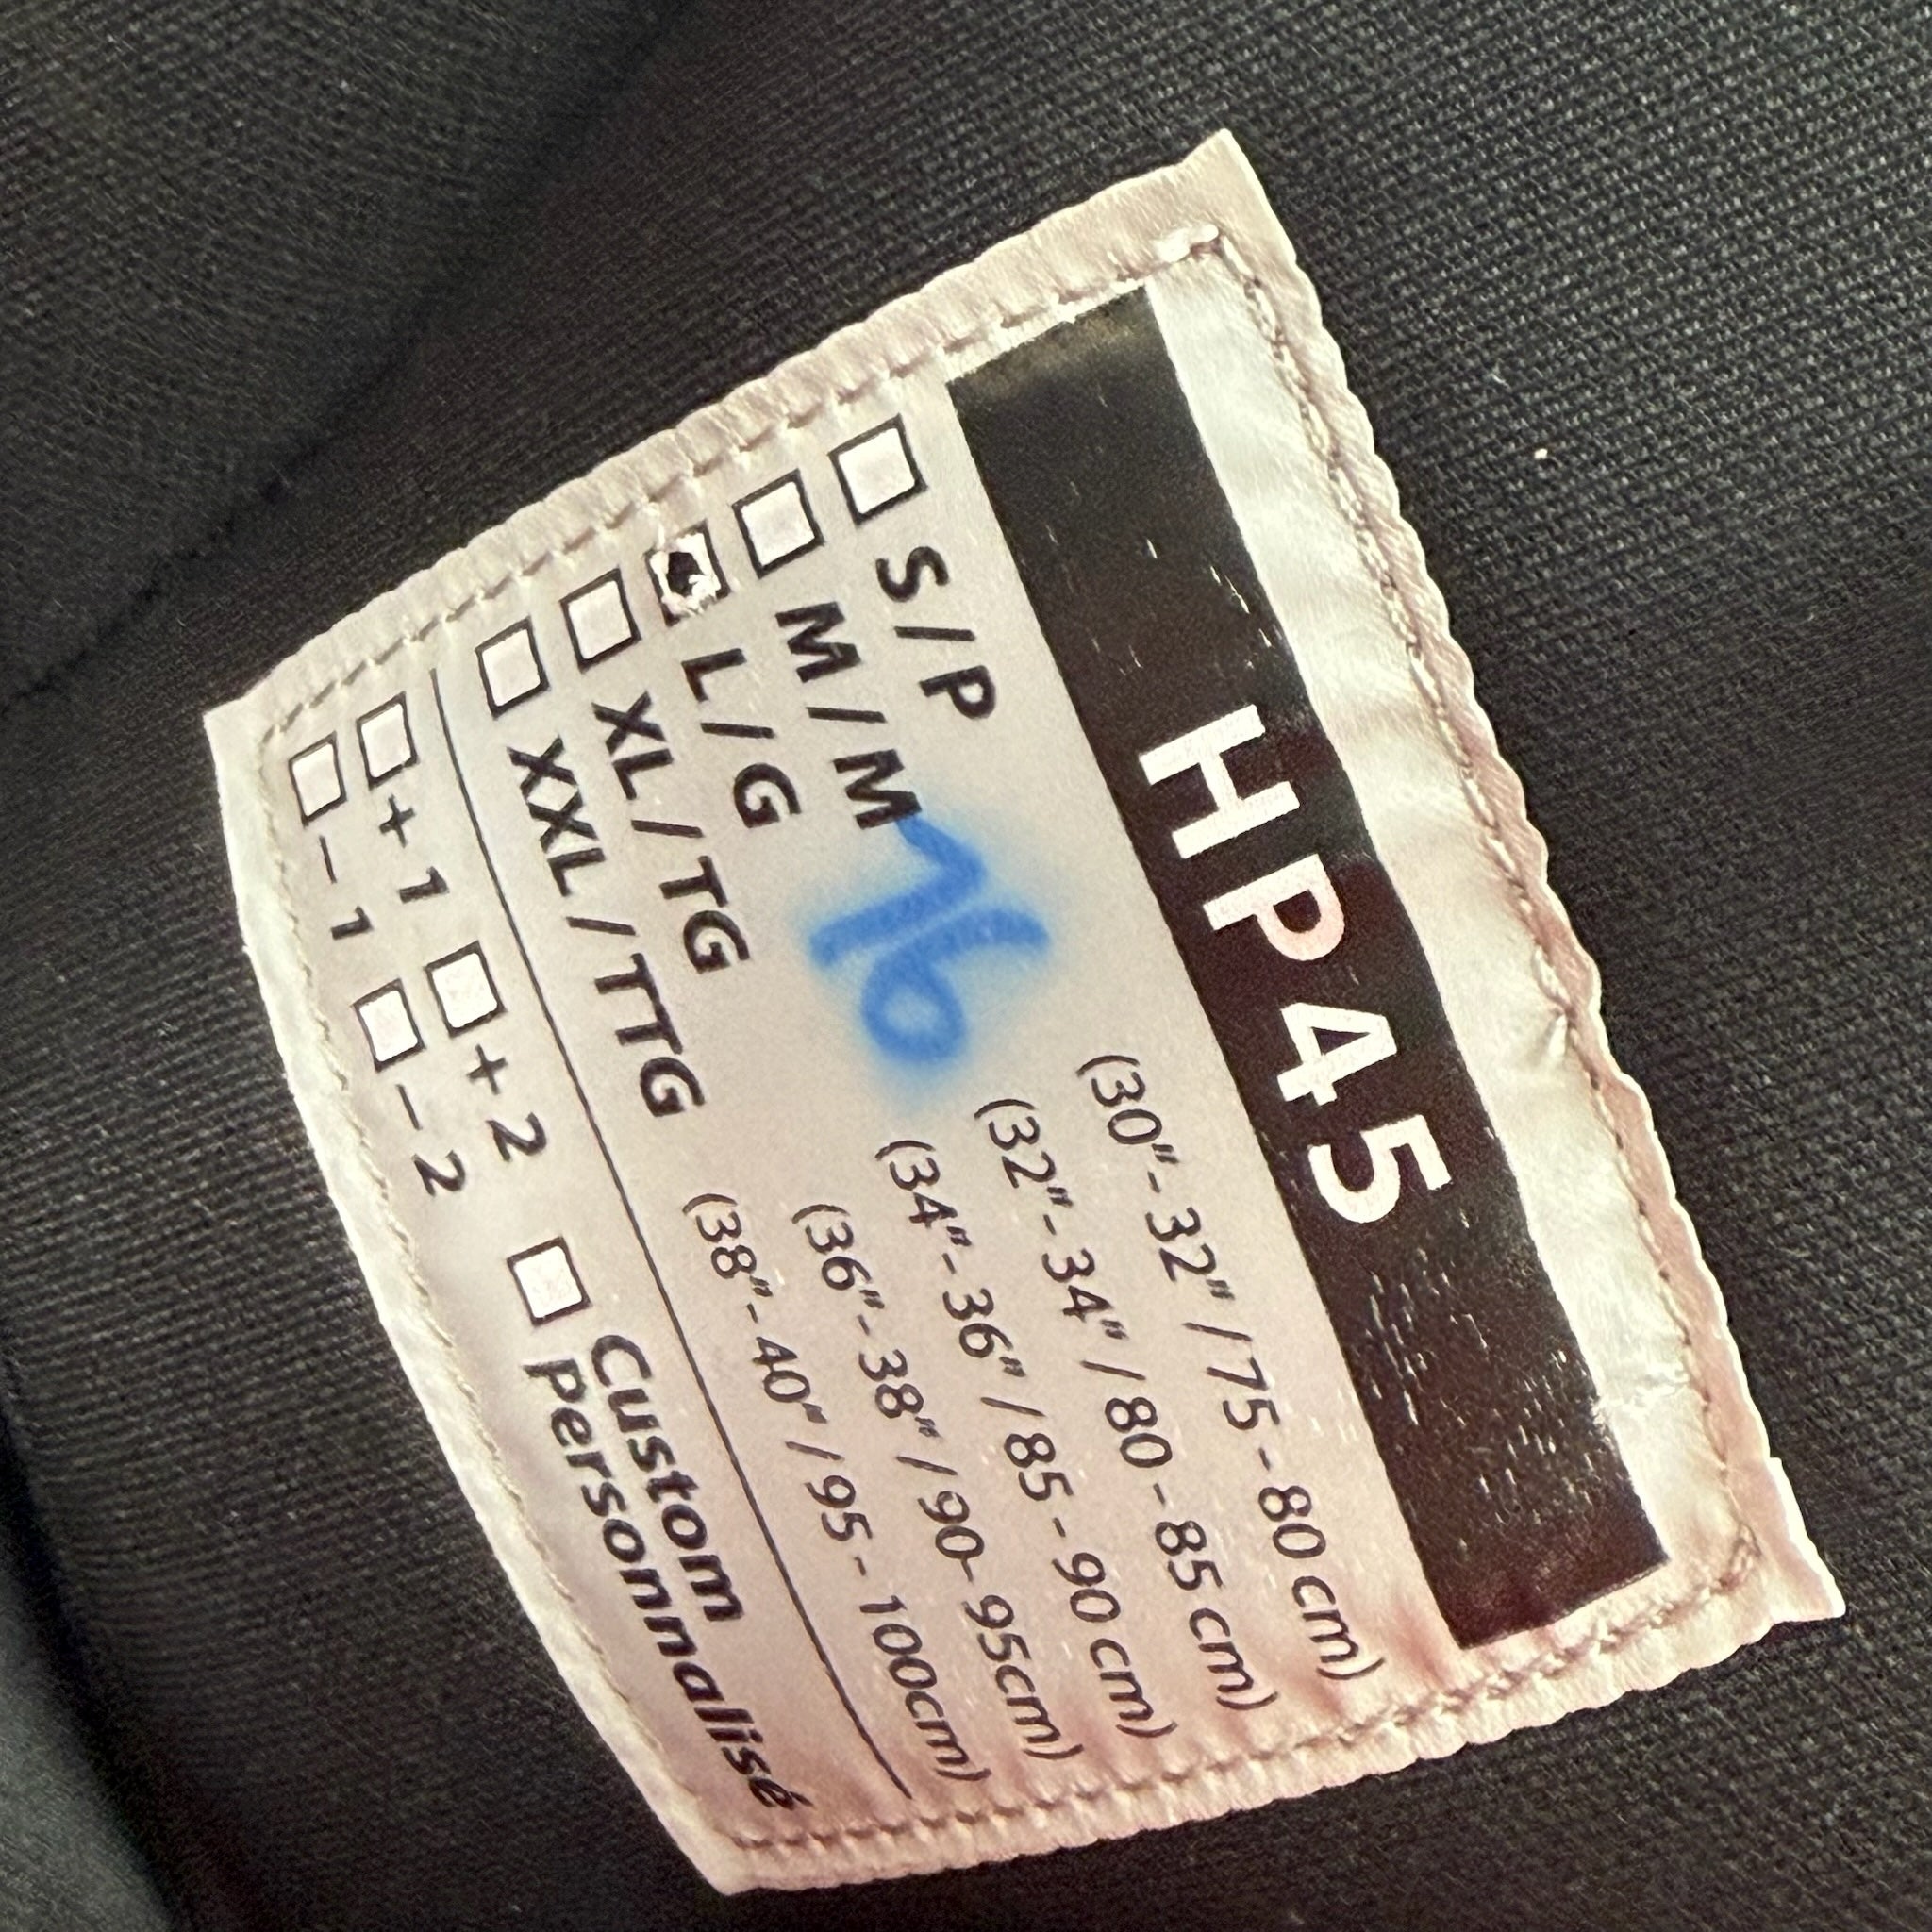 HP45
S / P (30"- 32" / 75 - 80 cm)
M / M (32"- 34" / 80 - 85 cm)
L / G (34"- 36" / 85 - 90 cm)
XL / TG (36"- 38" / 90- 95cm)
XXL / TTG (38"- 40" / 95 - 100cm)
+ 1 + 2 Custom
– 1 – 2 Personnalisé